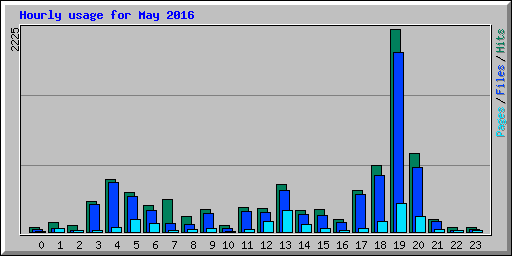 Hourly usage for May 2016
2225
Pages/Files/Hits
0 1 2 3 4 5 6 7 8 9 10 11 12 13 14 15 16 17 18 19 20 21 22 23